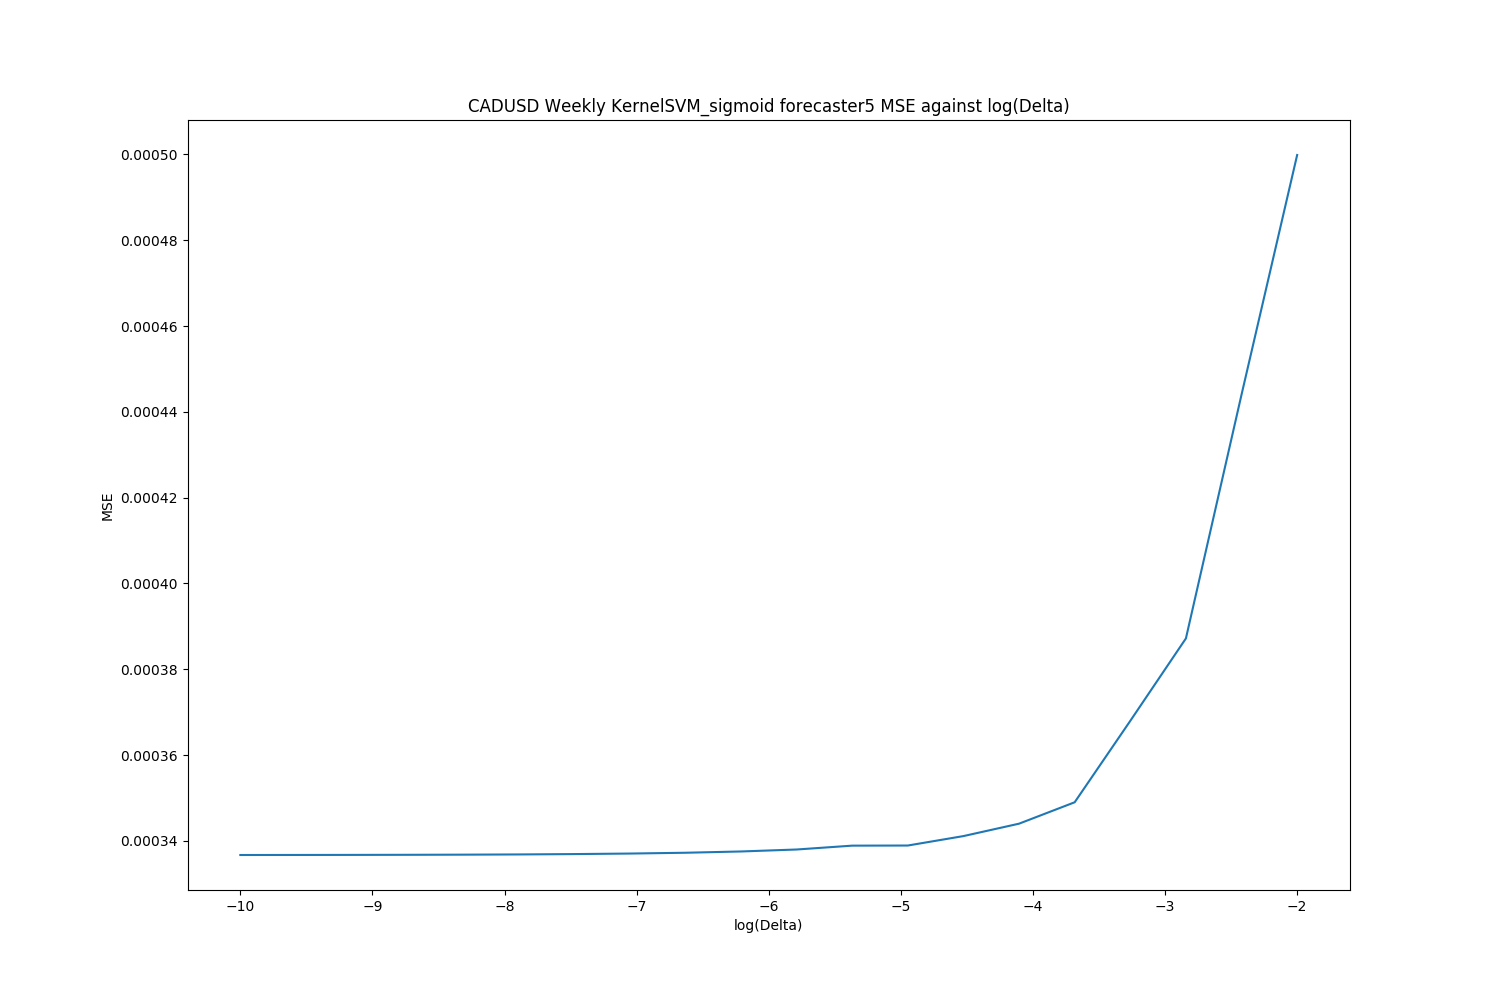 CADUSD Weekly KernelSVM_sigmoid forecaster5 MSE against log(Delta)
0.00050
0.00048
0.00046
0.00044
0.00042
0.00040
0.00038
0.00036
0.00034
MSE
−10 −9 −8 −7 −6 −5 −4 −3 −2
log(Delta)